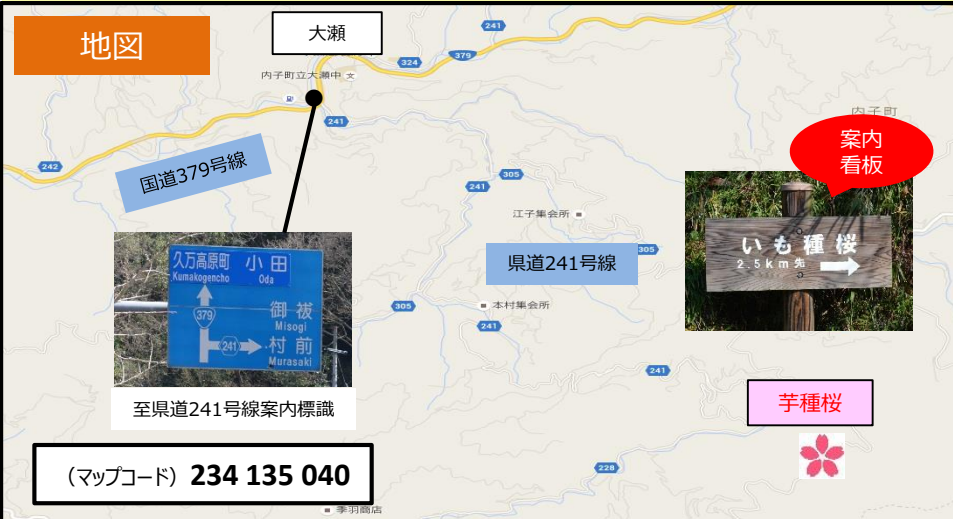 地図
大瀬
241
379
324
内子町立大瀬中
241
242
国道379号線
内子町
案内
看板
305
241
江子集会所
305
県道241号線
いも種桜
2.5km先
久万高原町 小田
Kumakogencho Oda
379
御祓
Misogi
241
村前
Murasaki
305
本村集会所
241
241
至県道241号線案内標識
芋種桜
(マップコード) 234 135 040
228
季羽商店